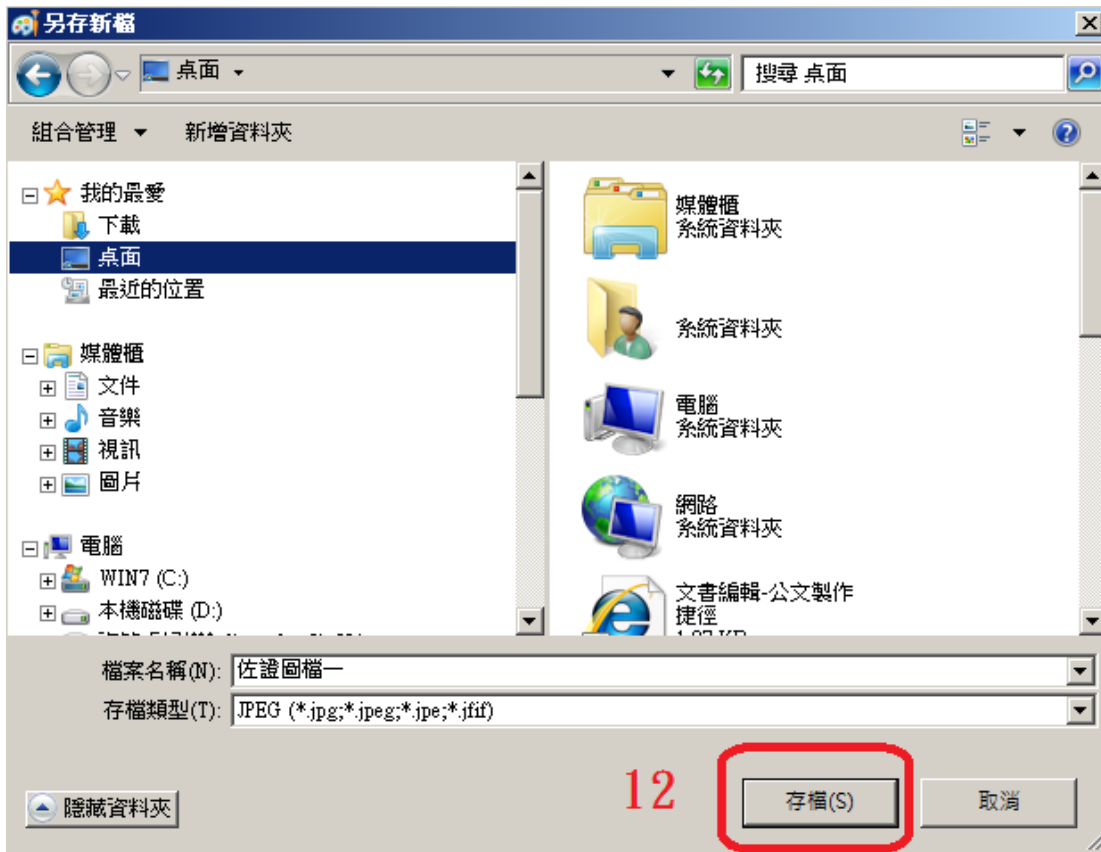 另存新檔
桌面
搜尋 桌面
組合管理
新增資料夾
我的最愛
下載
桌面
最近的位置
媒體櫃
文件
音樂
視訊
圖片
電腦
WIN7 (C:)
本機磁碟 (D:)
媒體櫃
系統資料夾
系統資料夾
電腦
系統資料夾
網路
系統資料夾
文書編輯-公文製作
捷徑
檔案名稱(N):
佐證圖檔一
存檔類型(T):
JPEG (*.jpg;*.jpeg;*.jpe;*.jfif)
隱藏資料夾
12
存檔(S)
取消